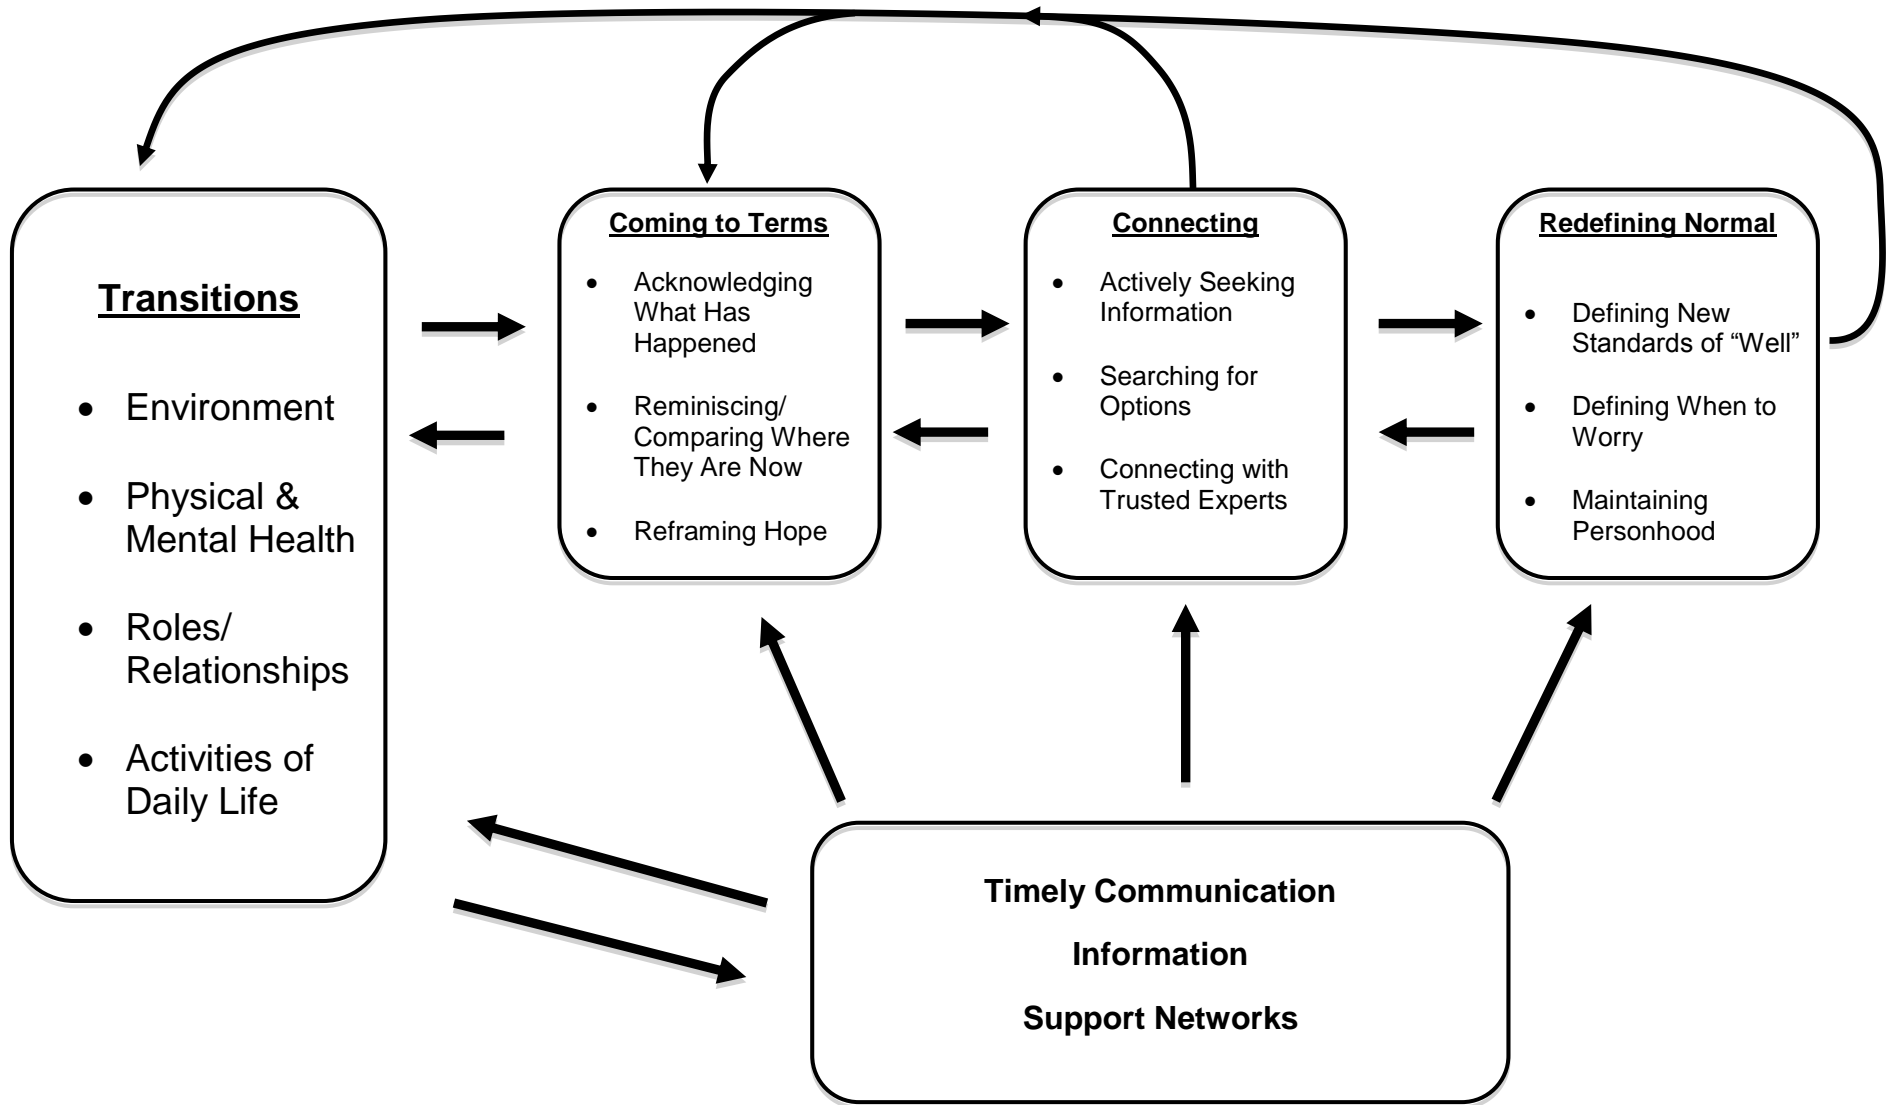 Transitions
• Environment
• Physical &
Mental Health
• Roles/
Relationships
• Activities of
Daily Life
Coming to Terms
• Acknowledging
What Has
Happened
• Reminiscing/
Comparing Where
They Are Now
• Reframing Hope
Connecting
• Actively Seeking
Information
• Searching for
Options
• Connecting with
Trusted Experts
Redefining Normal
• Defining New
Standards of “Well”
• Defining When to
Worry
• Maintaining
Personhood
Timely Communication
Information
Support Networks